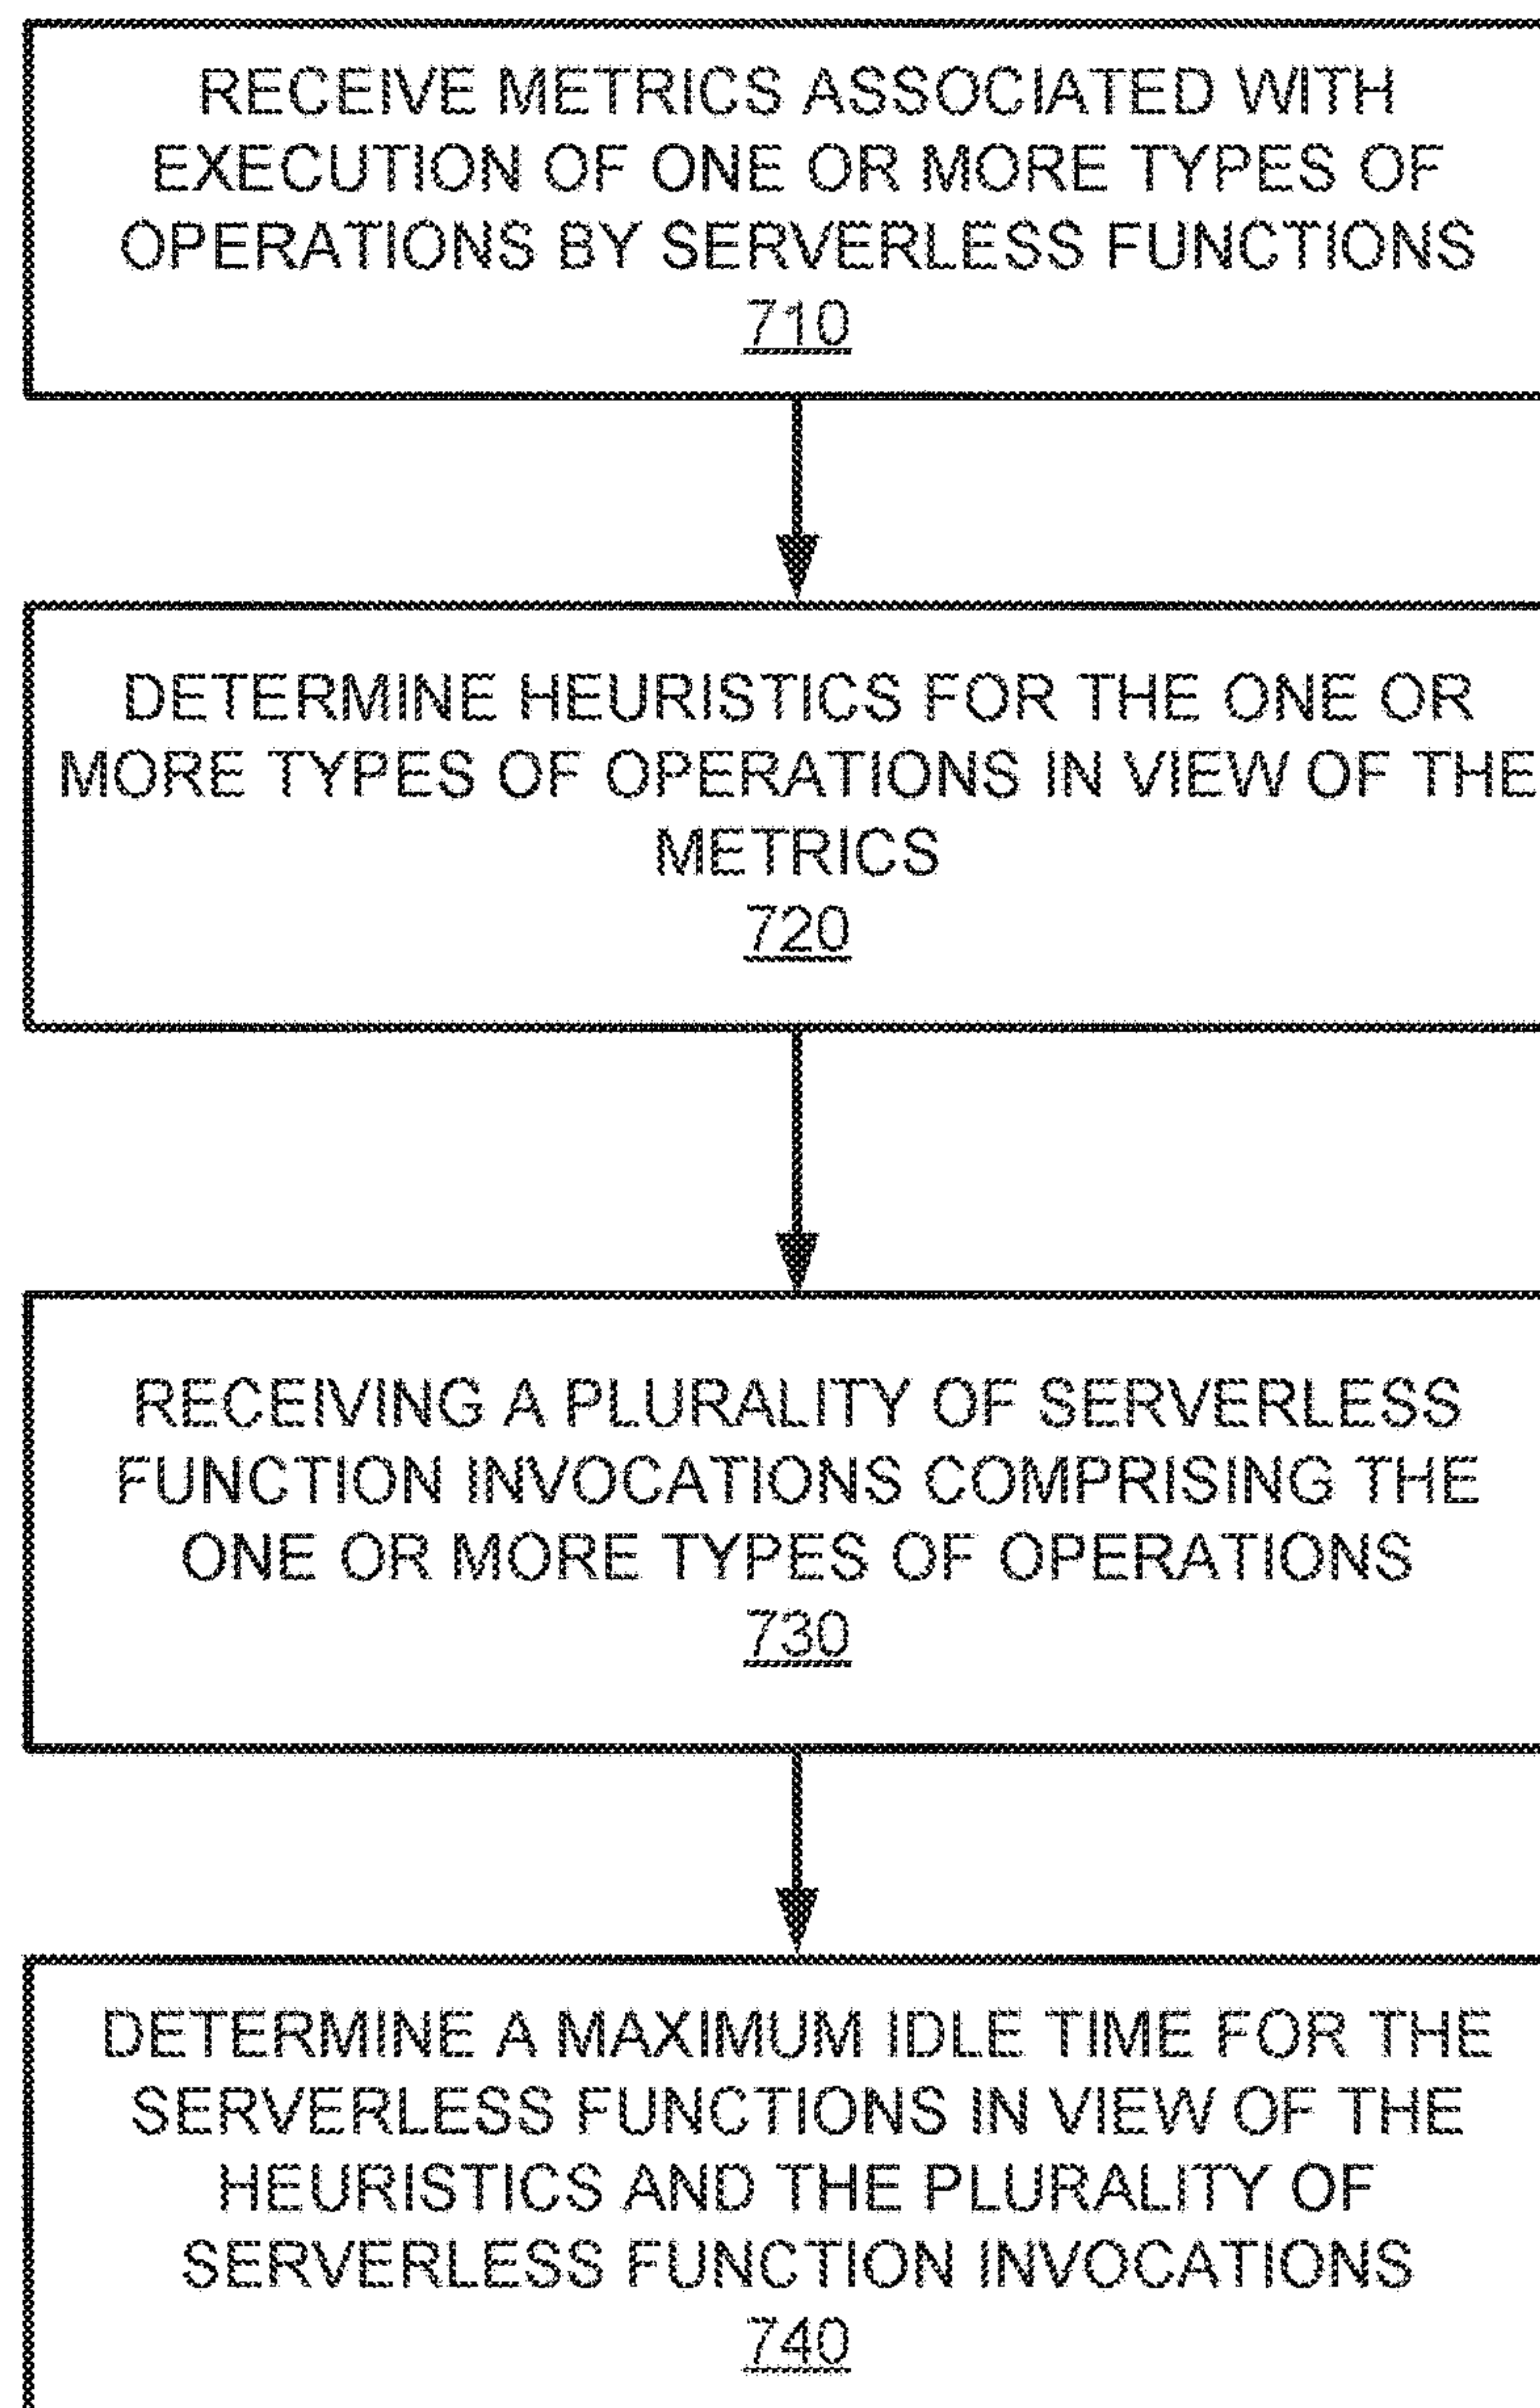 RECEIVE METRICS ASSOCIATED WITH
EXECUTION OF ONE OR MORE TYPES OF
OPERATIONS BY SERVERLESS FUNCTIONS
710
DETERMINE HEURISTICS FOR THE ONE OR
MORE TYPES OF OPERATIONS IN VIEW OF THE
METRICS
720
RECEIVING A PLURALITY OF SERVERLESS
FUNCTION INVOCATIONS COMPRISING THE
ONE OR MORE TYPES OF OPERATIONS
730
DETERMINE A MAXIMUM IDLE TIME FOR THE
SERVERLESS FUNCTIONS IN VIEW OF THE
HEURISTICS AND THE PLURALITY OF
SERVERLESS FUNCTION INVOCATIONS
740